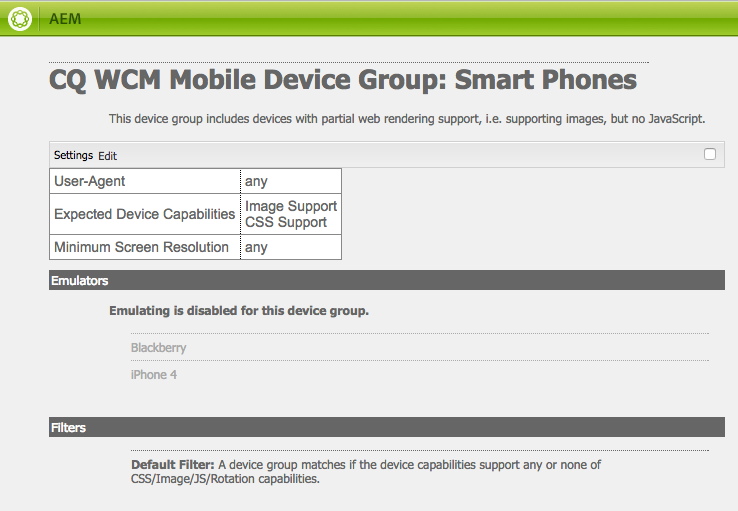 AEM
CQ WCM Mobile Device Group: Smart Phones
This device group includes devices with partial web rendering support, i.e. supporting images, but no JavaScript.
Settings Edit
User-Agent any
Expected Device Capabilities Image Support
CSS Support
Minimum Screen Resolution any
Emulators
Emulating is disabled for this device group.
Blackberry
iPhone 4
Filters
Default Filter: A device group matches if the device capabilities support any or none of
CSS/Image/JS/Rotation capabilities.